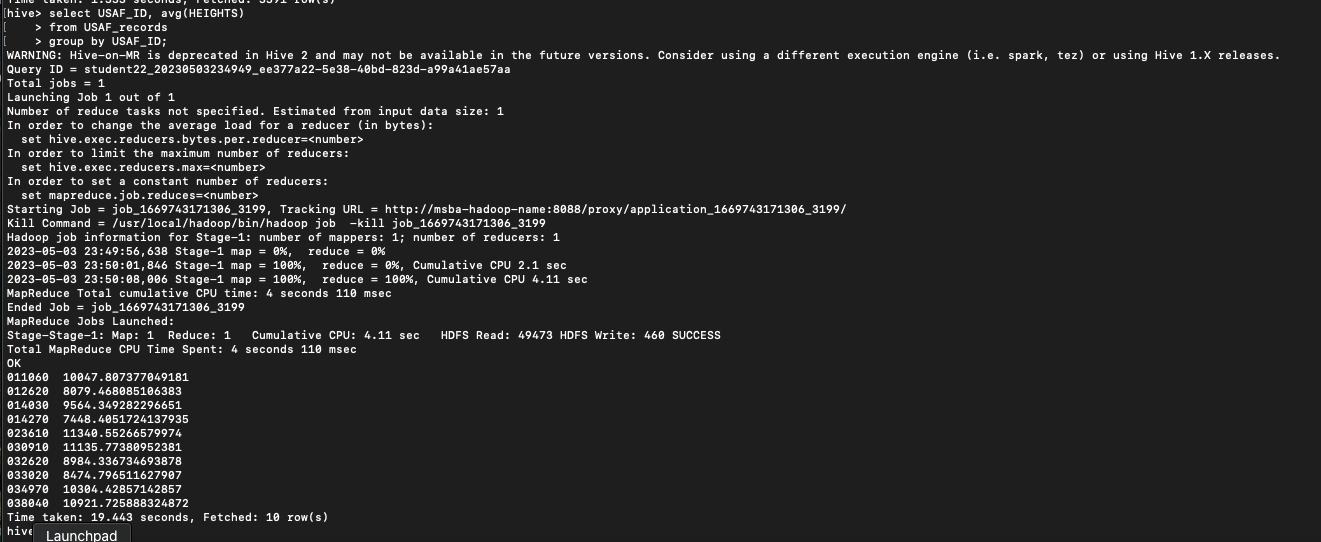 Time taken: 1.333 seconds, Fetched: 3391 row(s)
[hive> select USAF_ID, avg(HEIGHTS)
[    > from USAF_records
[    > group by USAF_ID;
WARNING: Hive-on-MR is deprecated in Hive 2 and may not be available in the future versions. Consider using a different execution engine (i.e. spark, tez) or using Hive 1.X releases.
Query ID = student22_20230503234949_ee377a22-5e38-40bd-823d-a99a41ae57aa
Total jobs = 1
Launching Job 1 out of 1
Number of reduce tasks not specified. Estimated from input data size: 1
In order to change the average load for a reducer (in bytes):
  set hive.exec.reducers.bytes.per.reducer=<number>
In order to limit the maximum number of reducers:
  set hive.exec.reducers.max=<number>
In order to set a constant number of reducers:
  set mapreduce.job.reduces=<number>
Starting Job = job_1669743171306_3199, Tracking URL = http://msba-hadoop-name:8088/proxy/application_1669743171306_3199/
Kill Command = /usr/local/hadoop/bin/hadoop job  -kill job_1669743171306_3199
Hadoop job information for Stage-1: number of mappers: 1; number of reducers: 1
2023-05-03 23:49:56,638 Stage-1 map = 0%,  reduce = 0%
2023-05-03 23:50:01,846 Stage-1 map = 100%,  reduce = 0%, Cumulative CPU 2.1 sec
2023-05-03 23:50:08,006 Stage-1 map = 100%,  reduce = 100%, Cumulative CPU 4.11 sec
MapReduce Total cumulative CPU time: 4 seconds 110 msec
Ended Job = job_1669743171306_3199
MapReduce Jobs Launched:
Stage-Stage-1: Map: 1  Reduce: 1   Cumulative CPU: 4.11 sec   HDFS Read: 49473 HDFS Write: 460 SUCCESS
Total MapReduce CPU Time Spent: 4 seconds 110 msec
OK
011060  10047.807377049181
012620  8079.468085106383
014030  9564.349282296651
014270  7448.4051724137935
023610  11340.55266579974
030910  11135.77380952381
032620  8984.336734693878
033020  8474.796511627907
034970  10304.42857142857
038040  10921.725888324872
Time taken: 19.443 seconds, Fetched: 10 row(s)
hive
Launchpad